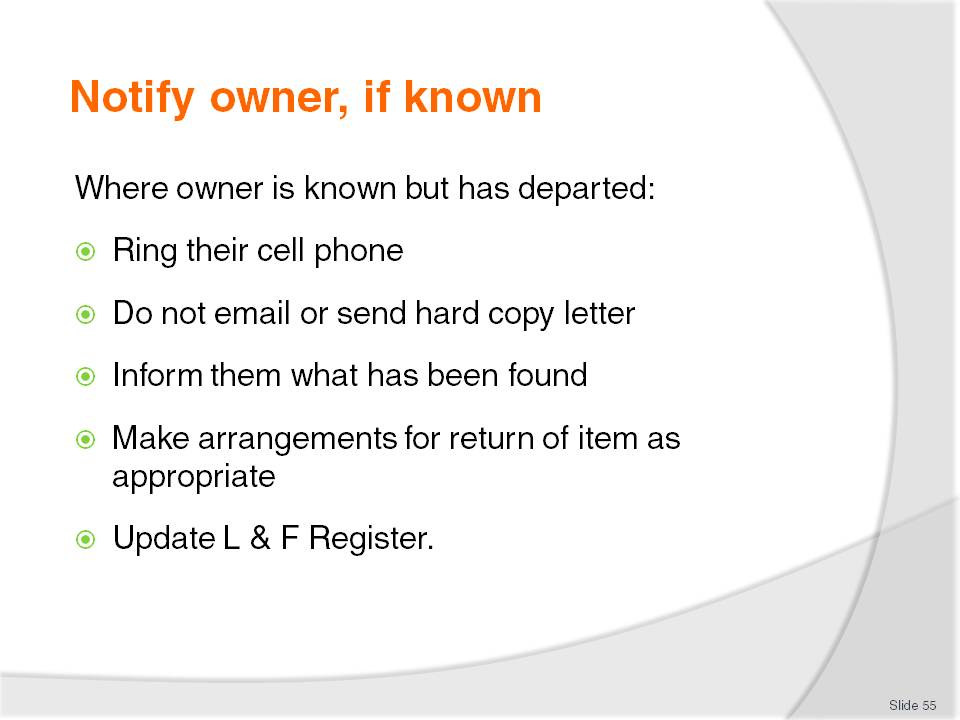 Notify owner, if known
Where owner is known but has departed:
Ring their cell phone
Do not email or send hard copy letter
Inform them what has been found
Make arrangements for return of item as
appropriate
Update L & F Register.
Slide 55